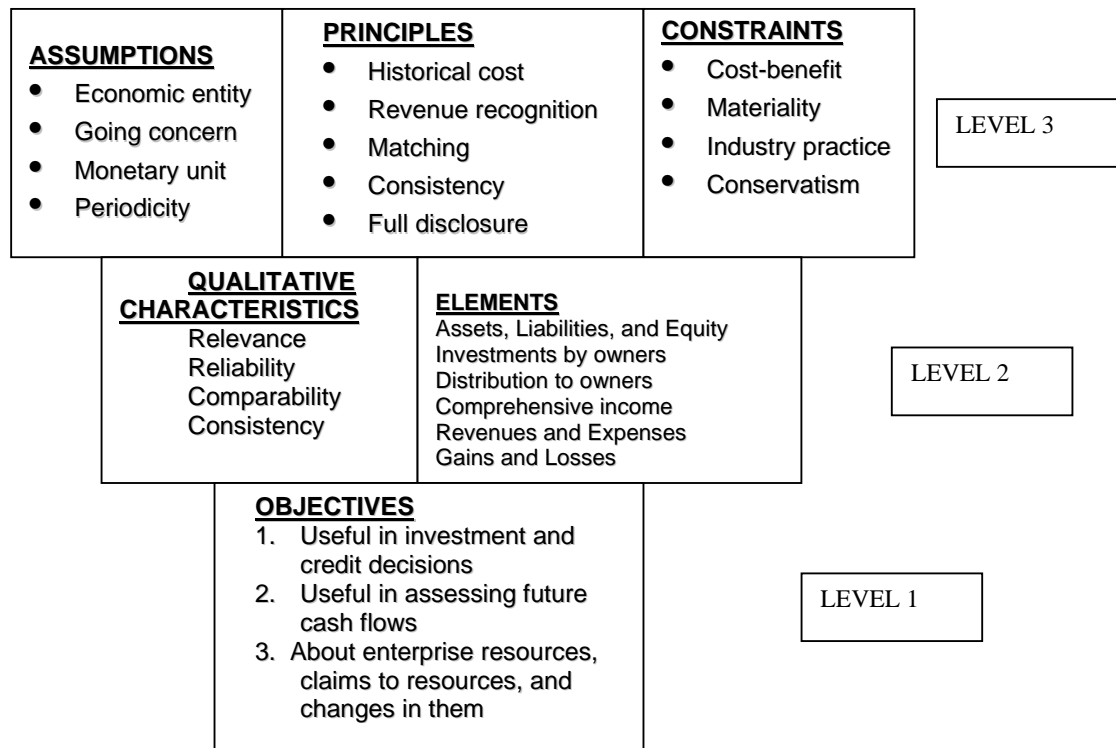 ASSUMPTIONS
• Economic entity
• Going concern
• Monetary unit
• Periodicity
PRINCIPLES
• Historical cost
• Revenue recognition
• Matching
• Consistency
• Full disclosure
CONSTRAINTS
• Cost-benefit
• Materiality
• Industry practice
• Conservatism
LEVEL 3
QUALITATIVE
CHARACTERISTICS
Relevance
Reliability
Comparability
Consistency
ELEMENTS
Assets, Liabilities, and Equity
Investments by owners
Distribution to owners
Comprehensive income
Revenues and Expenses
Gains and Losses
LEVEL 2
OBJECTIVES
1. Useful in investment and
credit decisions
2. Useful in assessing future
cash flows
3. About enterprise resources,
claims to resources, and
changes in them
LEVEL 1